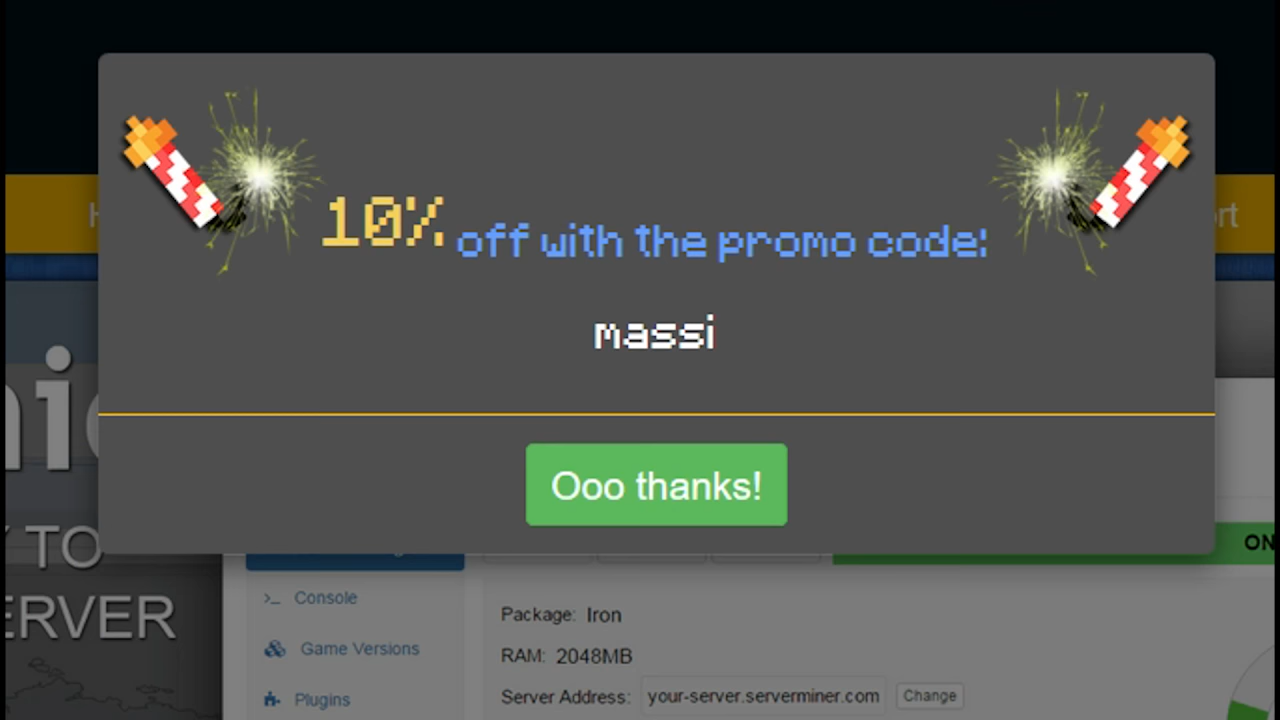 10% off with the promo code:
massi
Ooo thanks!
TO
ERVER
ON
Console
Game Versions
Plugins
Package: Iron
RAM: 2048MB
Server Address: your-server.serverminer.com Change